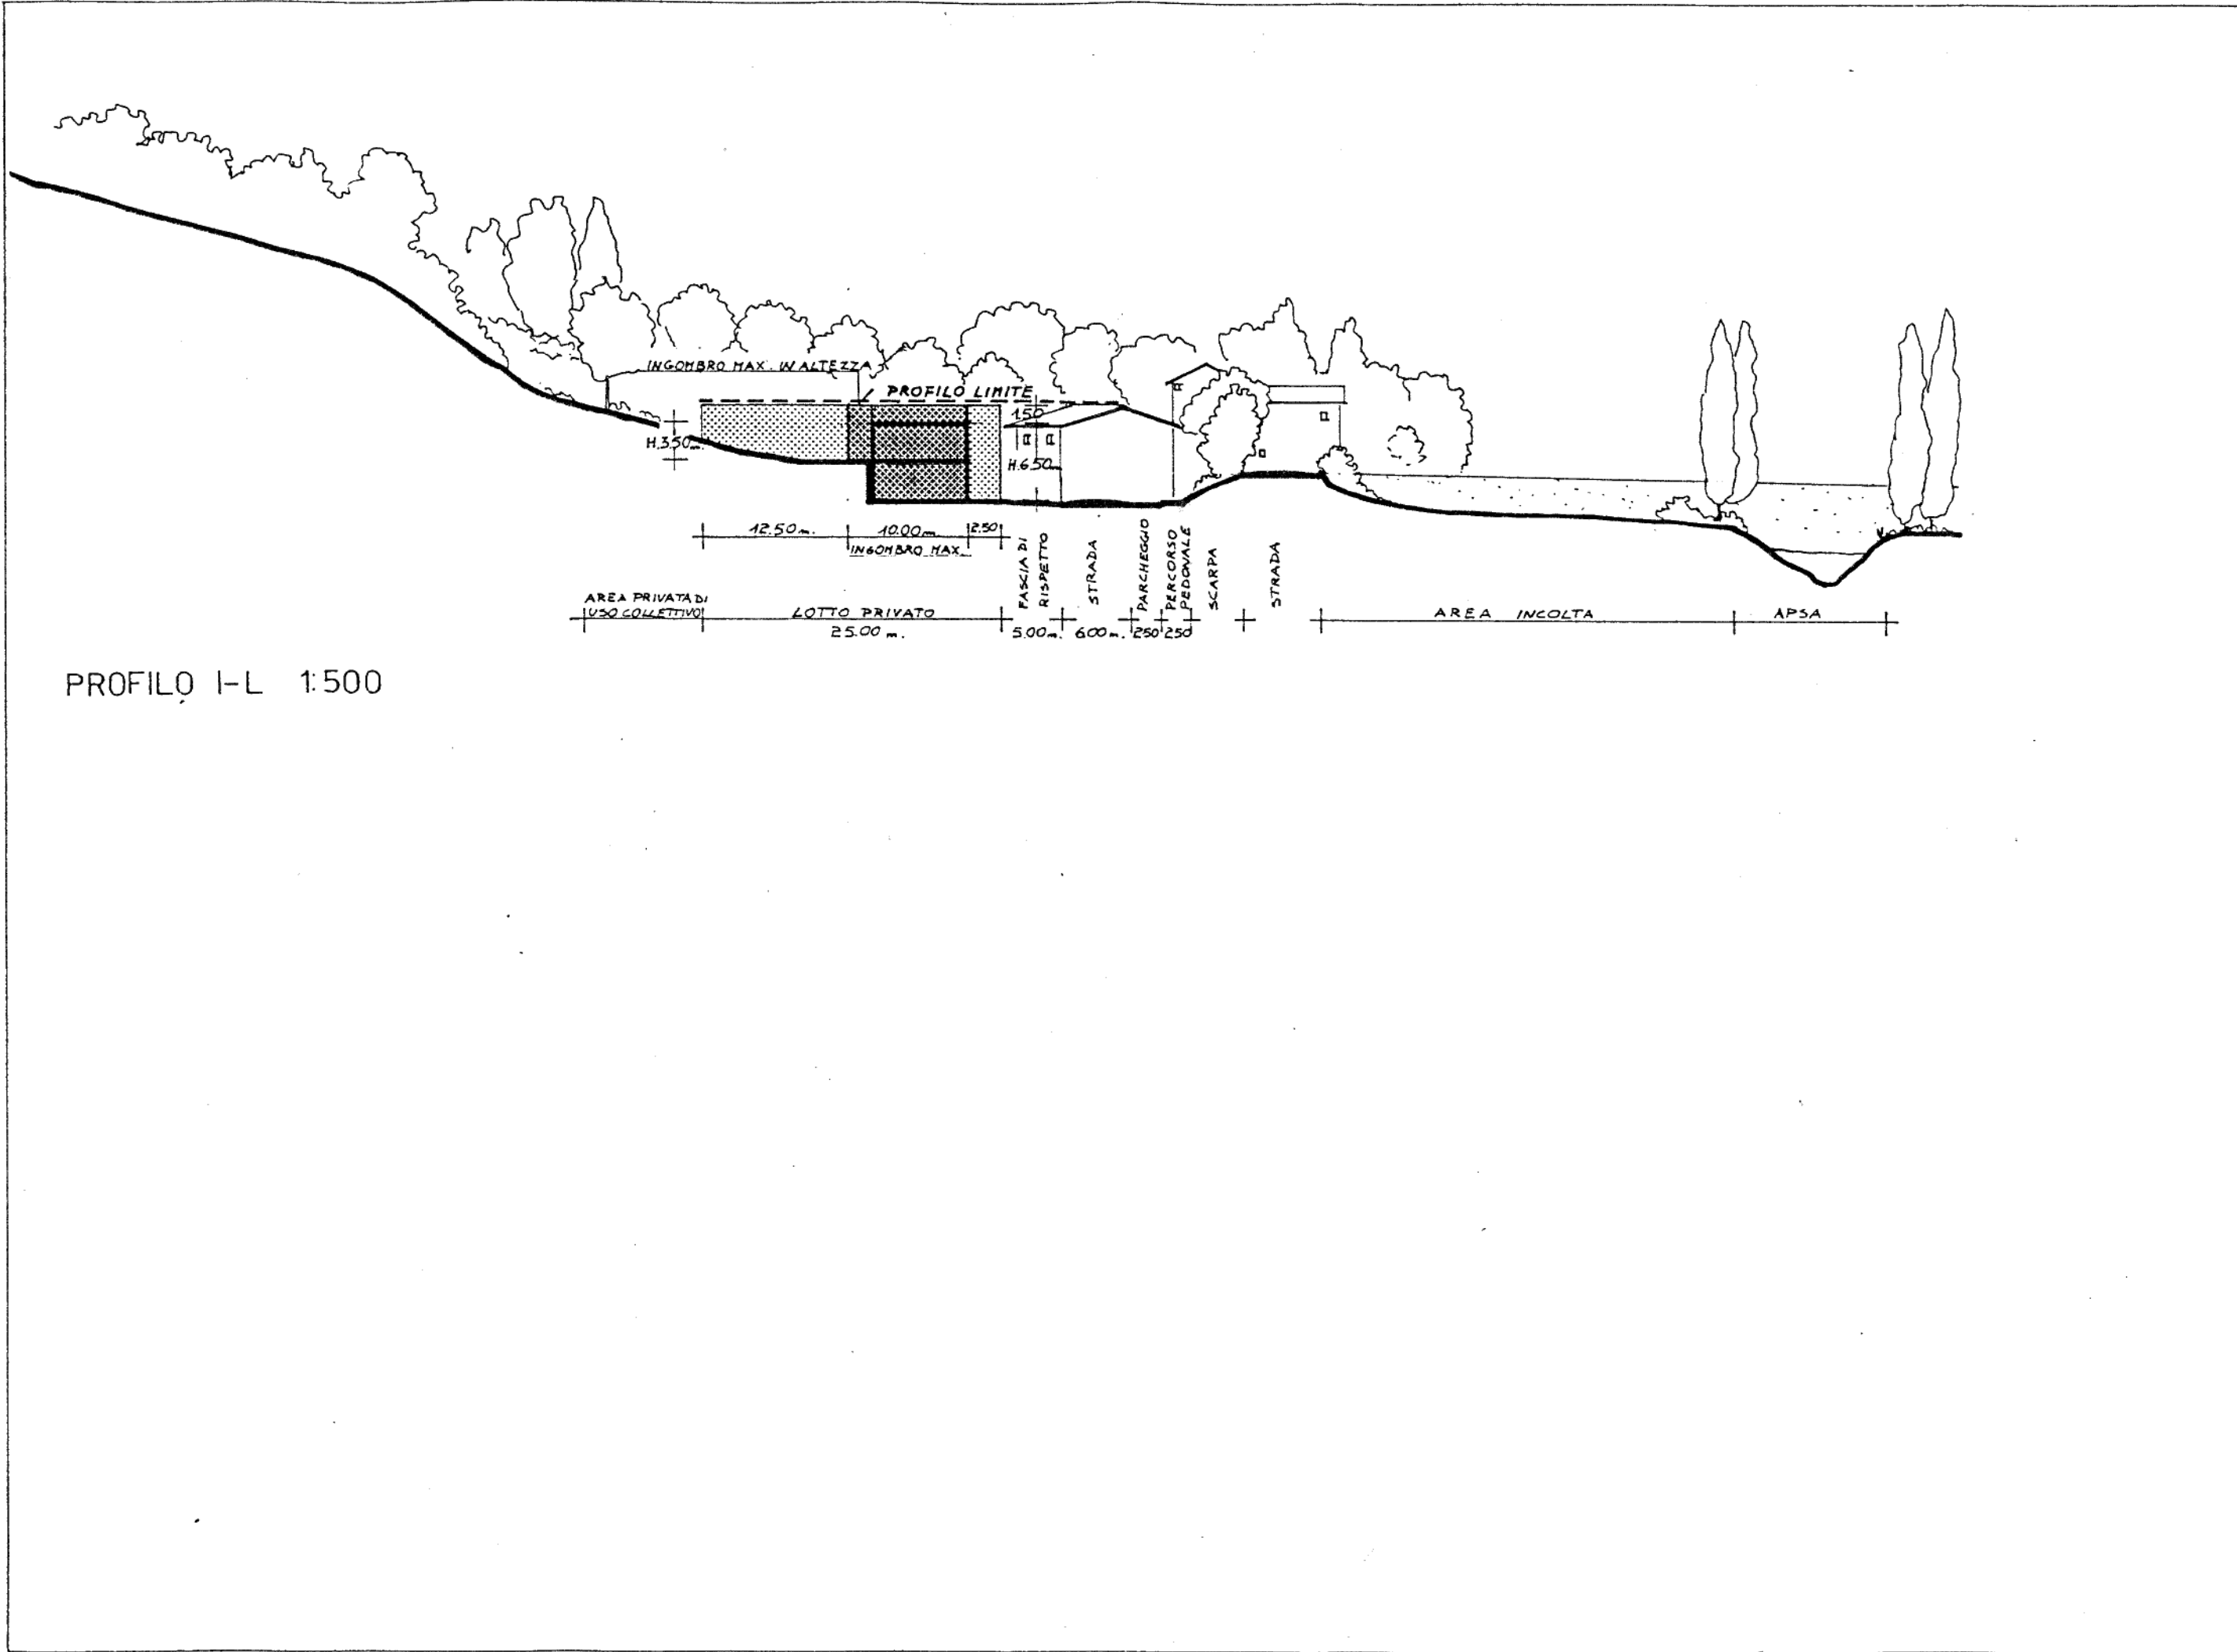 INGOMBRO MAX. IN ALTEZZA
PROFILO LIMITE
1.50
H.3.50m.
H.6.50m
12.50 m.
10.00 m
2.50
INGOMBRO MAX.
FASCIA DI
RISPETTO
STRADA
PARCHEGGIO
PERCORSO
PEDONALE
SCARPA
STRADA
AREA PRIVATA DI
USO COLLETTIVO
LOTTO PRIVATO
25.00 m.
5.00 m.
6.00 m.
2.50
2.50
AREA INCOLTA
APSA
PROFILO I-L 1:500